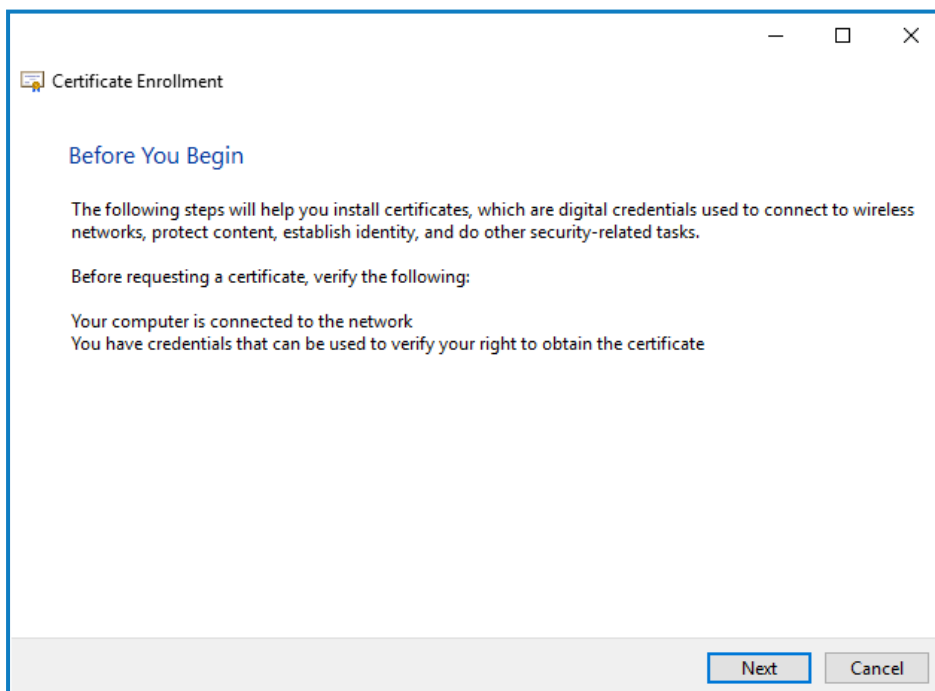 Certificate Enrollment
Before You Begin
The following steps will help you install certificates, which are digital credentials used to connect to wireless
networks, protect content, establish identity, and do other security-related tasks.
Before requesting a certificate, verify the following:
Your computer is connected to the network
You have credentials that can be used to verify your right to obtain the certificate
Next Cancel